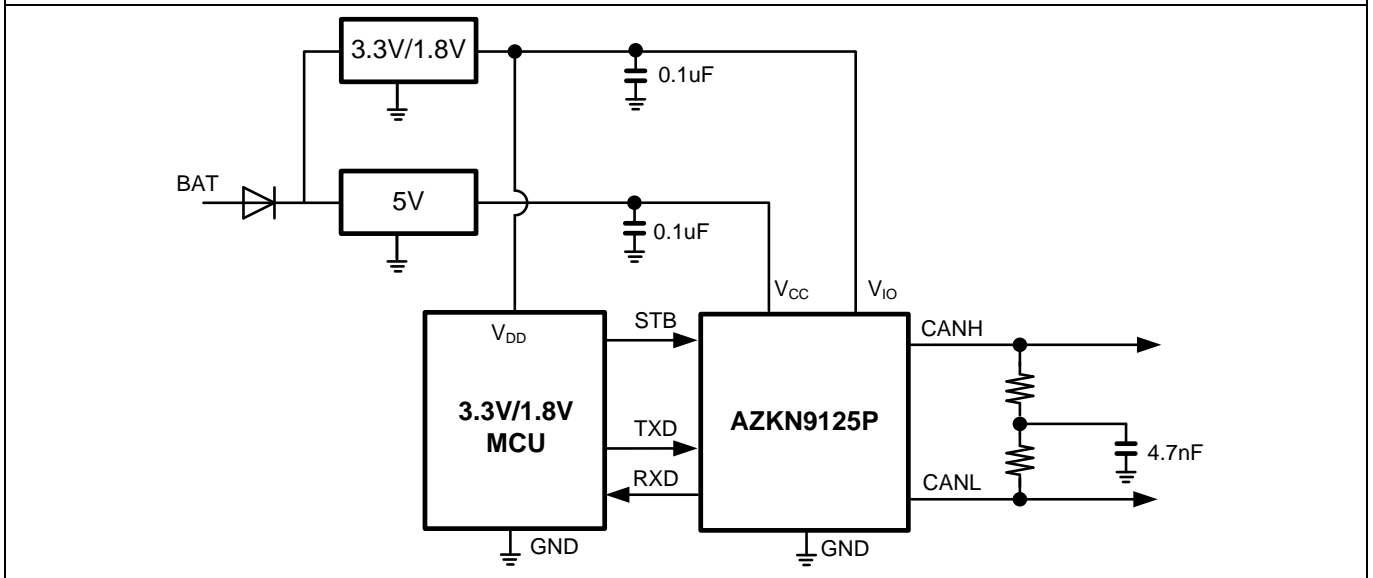 3.3V/1.8V
0.1uF
BAT
5V
0.1uF
VCC
VIO
VDD
STB
CANH
3.3V/1.8V
MCU
TXD
AZKN9125P
RXD
4.7nF
CANL
GND
GND